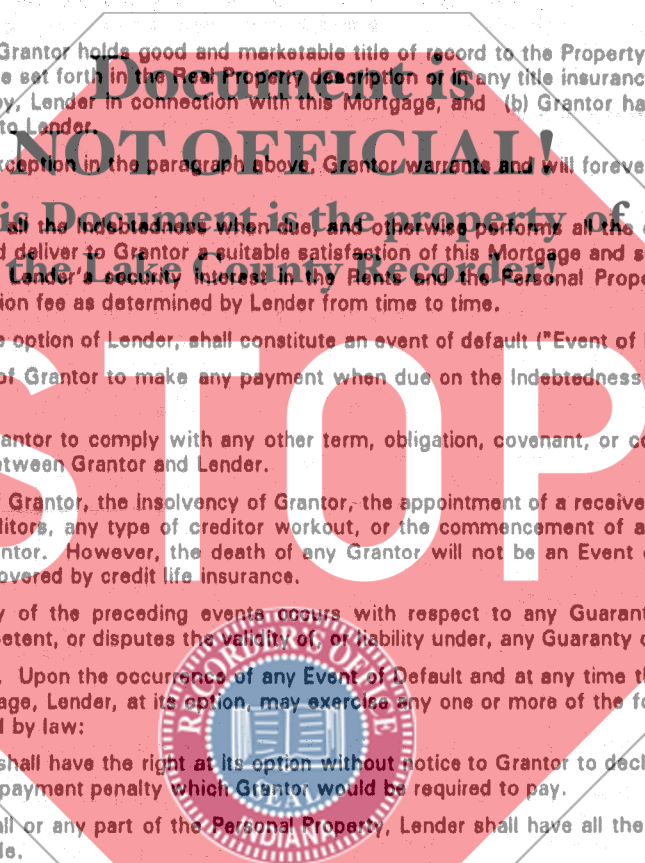 Grantor holds good and marketable title of record to the Property
e set forth in the Real Property description or in any title insuranc
Document is
y, Lender in connection with this Mortgage, and (b) Grantor ha
to Lender.
NOT OFFICIAL!
xception in the paragraph above, Grantor warrants and will foreve
is Document is the property of
all the Indebtedness when due, and otherwise performs all the
d deliver to Grantor a suitable satisfaction of this Mortgage and s
the Lake County Recorder!
Lender's security interest in the Rents and the Personal Prope
ion fee as determined by Lender from time to time.
e option of Lender, shall constitute an event of default ("Event of
STOP
of Grantor to make any payment when due on the Indebtedness
antor to comply with any other term, obligation, covenant, or co
etween Grantor and Lender.
Grantor, the insolvency of Grantor, the appointment of a receive
ditors, any type of creditor workout, or the commencement of a
ntor. However, the death of any Grantor will not be an Event
overed by credit life insurance.
y of the preceding events occurs with respect to any Guarant
etent, or disputes the validity of, or liability under, any Guaranty
. Upon the occurrence of any Event of Default and at any time th
age, Lender, at its option, may exercise any one or more of the fo
d by law:
RECORDER'S OFFICE
SEAL
INDIANA
shall have the right at its option without notice to Grantor to decl
payment penalty which Grantor would be required to pay.
all or any part of the Personal Property, Lender shall have all the
de.